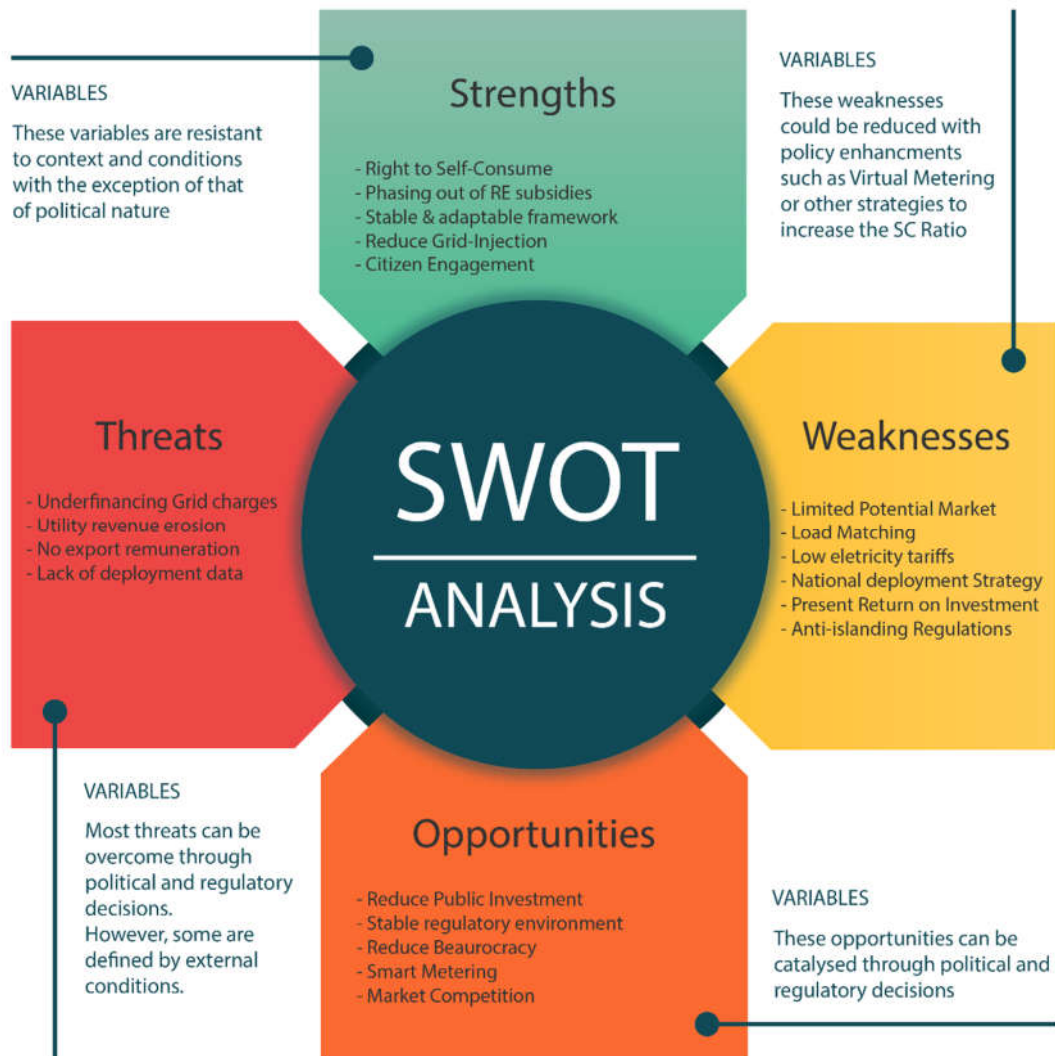 VARIABLES
These variables are resistant
to context and conditions
with the exception of that
of political nature
Strengths
- Right to Self-Consume
- Phasing out of RE subsidies
- Stable & adaptable framework
- Reduce Grid-Injection
- Citizen Engagement
VARIABLES
These weaknesses
could be reduced with
policy enhancments
such as Virtual Metering
or other strategies to
increase the SC Ratio
Threats
- Underfinancing Grid charges
- Utility revenue erosion
- No export remuneration
- Lack of deployment data
SWOT
ANALYSIS
Weaknesses
- Limited Potential Market
- Load Matching
- Low eletricity tariffs
- National deployment Strategy
- Present Return on Investment
- Anti-islanding Regulations
VARIABLES
Most threats can be
overcome through
political and regulatory
decisions.
However, some are
defined by external
conditions.
Opportunities
- Reduce Public Investment
- Stable regulatory environment
- Reduce Beaurocracy
- Smart Metering
- Market Competition
VARIABLES
These opportunities can be
catalysed through political and
regulatory decisions